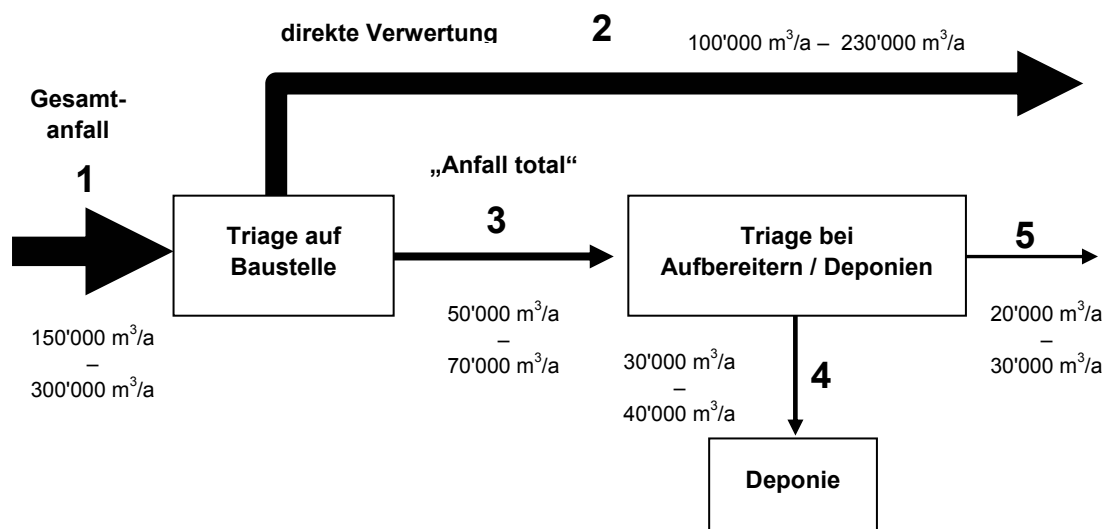 direkte Verwertung
2
100'000 m³/a – 230'000 m³/a
Gesamt-
anfall
1
„Anfall total“
3
5
Triage auf
Baustelle
Triage bei
Aufbereitern / Deponien
150'000 m³/a
–
300'000 m³/a
50'000 m³/a
–
70'000 m³/a
30'000 m³/a
–
40'000 m³/a
4
20'000 m³/a
–
30'000 m³/a
Deponie